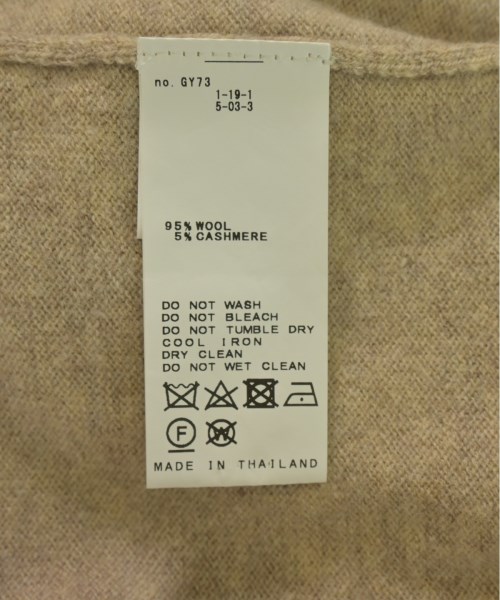 no. GY73
1-19-1
5-03-3
95% WOOL
5% CASHMERE
DO NOT WASH
DO NOT BLEACH
DO NOT TUMBLE DRY
COOL IRON
DRY CLEAN
DO NOT WET CLEAN
F W
MADE IN THAILAND